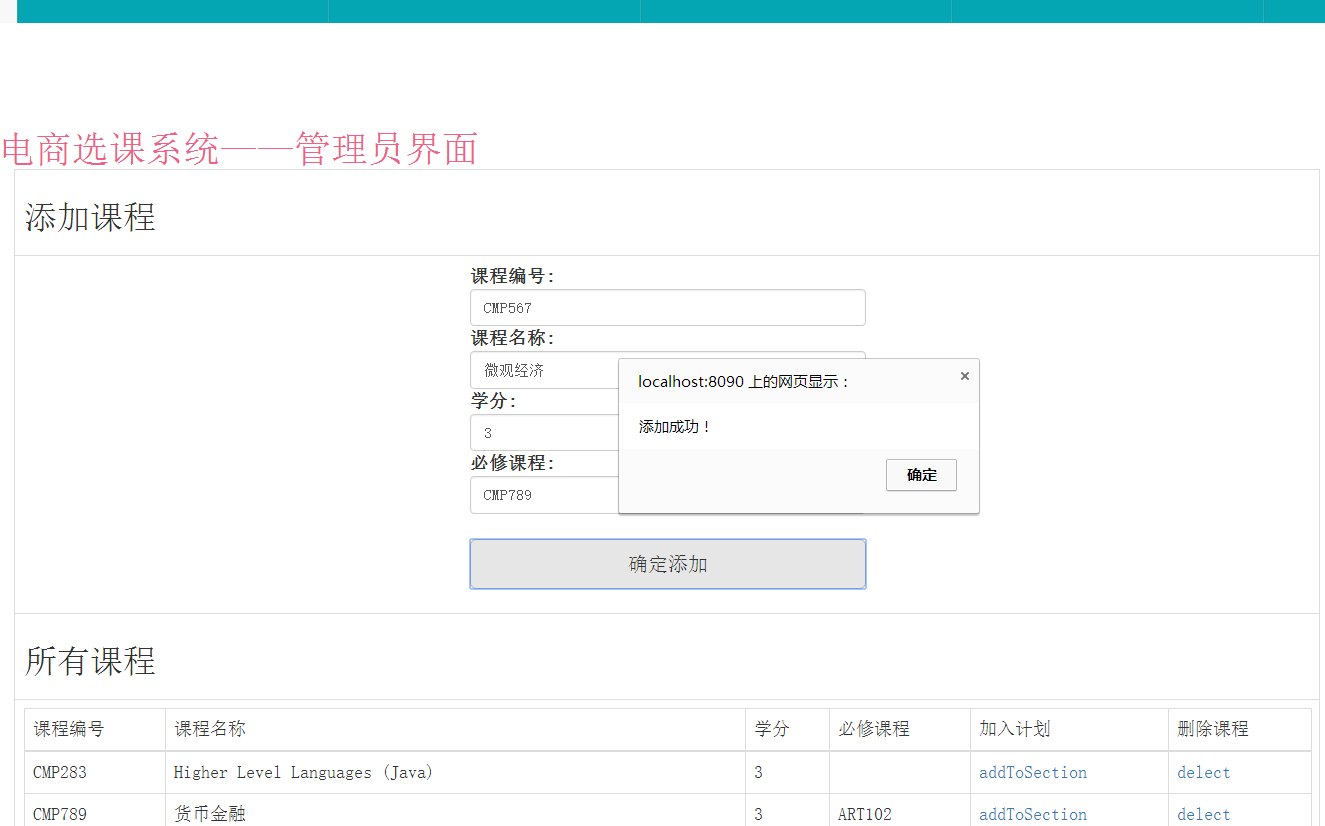 电商选课系统——管理员界面
添加课程
课程编号:
CMP567
课程名称:
微观经济
学分:
3
必修课程:
CMP789
localhost:8090 上的网页显示：
×
添加成功！
确定
确定添加
所有课程
课程编号 课程名称 学分 必修课程 加入计划 删除课程
CMP283 Higher Level Languages (Java) 3 addToSection delect
CMP789 货币金融 3 ART102 addToSection delect